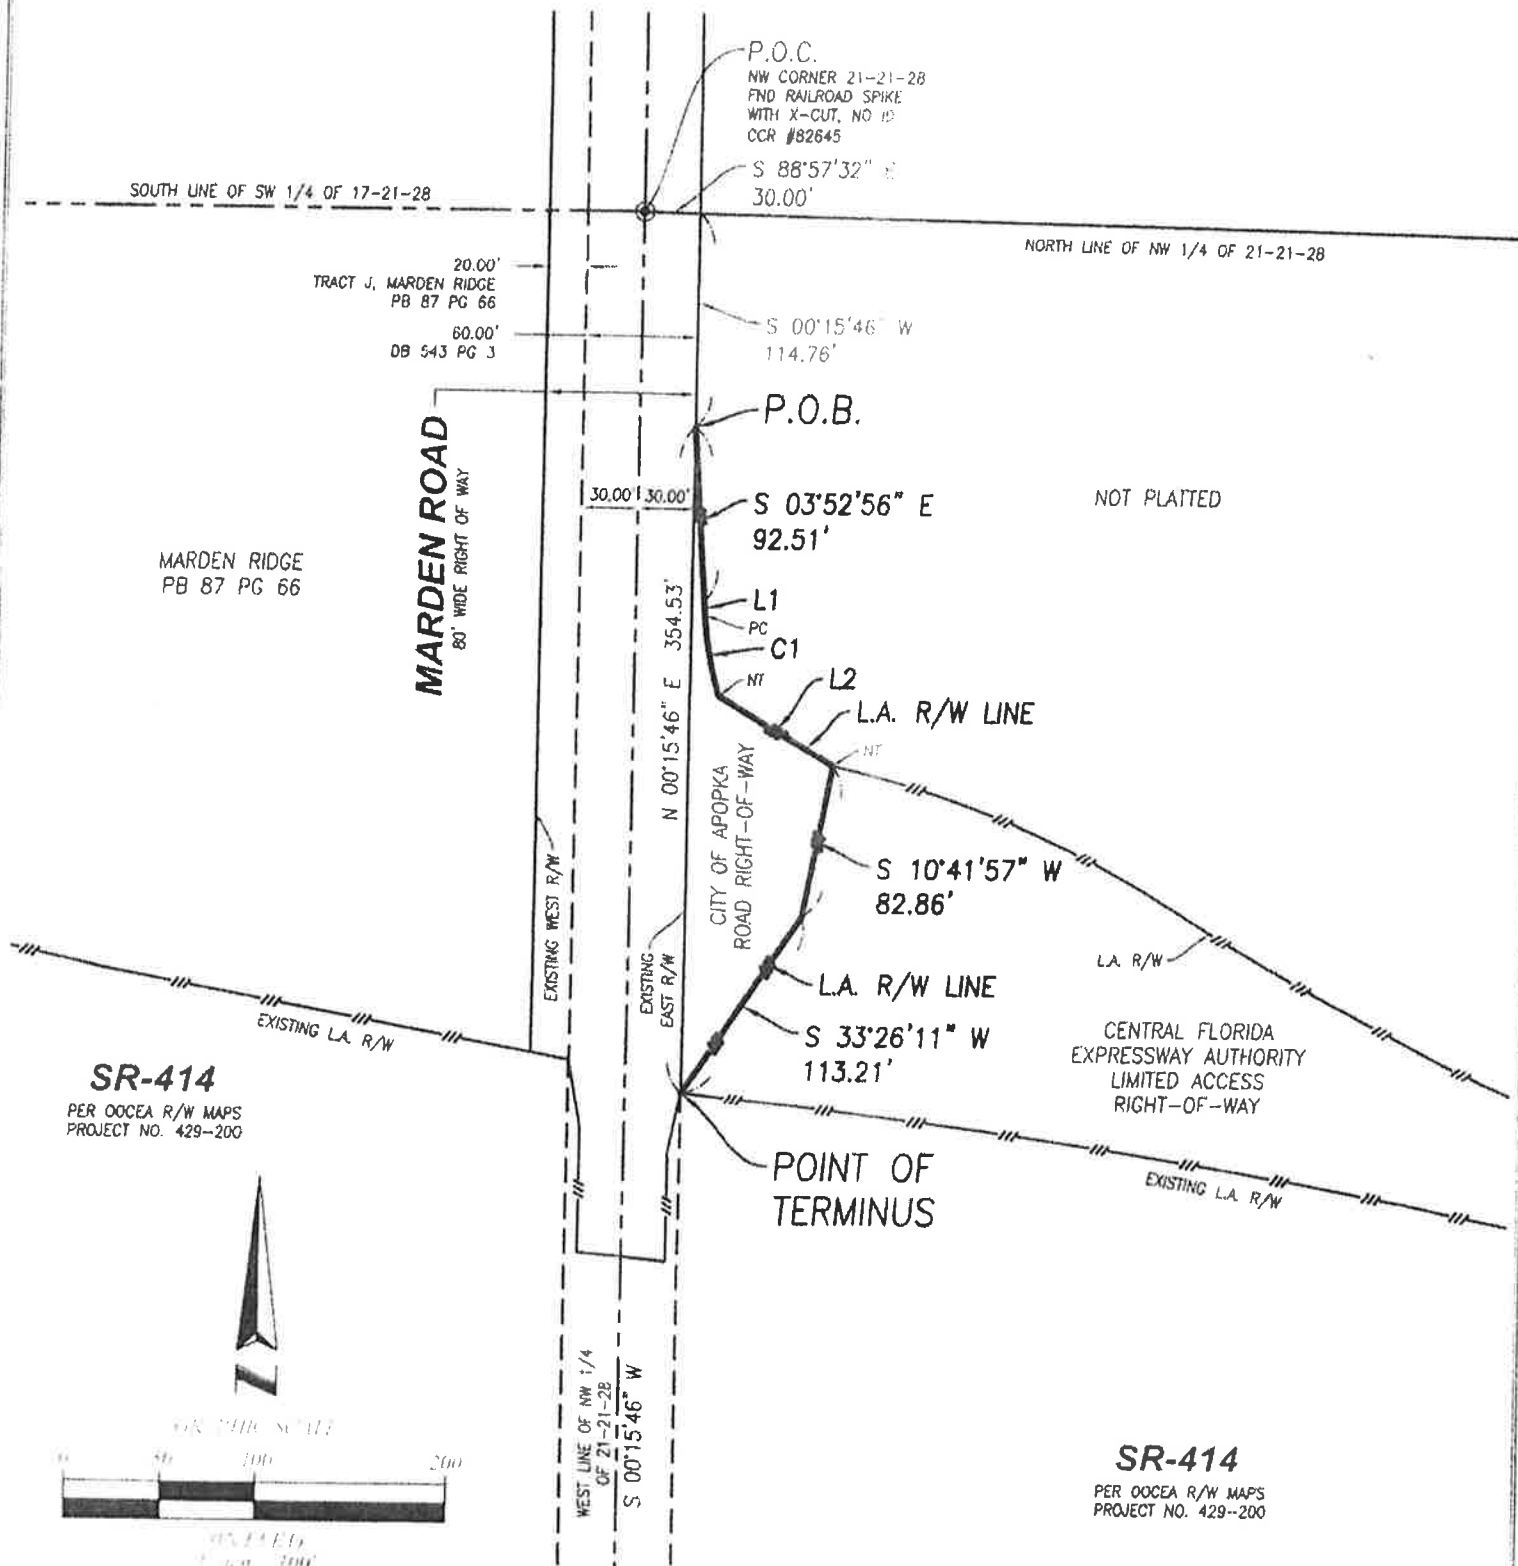 P.O.C.
NW CORNER 21-21-28
FND RAILROAD SPIKE
WITH X-CUT, NO ID
CCR #82645
S 88°57'32" E
30.00'
SOUTH LINE OF SW 1/4 OF 17-21-28
NORTH LINE OF NW 1/4 OF 21-21-28
20.00'
TRACT J, MARDEN RIDGE
PB 87 PG 66
60.00'
DB 543 PG 3
S 00°15'46" W
114.76'
P.O.B.
MARDEN ROAD
80' WIDE RIGHT OF WAY
30.00' 30.00'
S 03°52'56" E
92.51'
NOT PLATTED
MARDEN RIDGE
PB 87 PG 66
L1
PC
C1
NT
L2
L.A. R/W LINE
NT
N 00°15'46" E 354.53'
CITY OF APOPKA
ROAD RIGHT-OF-WAY
S 10°41'57" W
82.86'
EXISTING WEST R/W
EXISTING
EAST R/W
L.A. R/W
L.A. R/W LINE
EXISTING L.A. R/W
S 33°26'11" W
113.21'
CENTRAL FLORIDA
EXPRESSWAY AUTHORITY
LIMITED ACCESS
RIGHT-OF-WAY
SR-414
PER OOCEA R/W MAPS
PROJECT NO. 429-200
POINT OF
TERMINUS
EXISTING L.A. R/W
WEST LINE OF NW 1/4
OF 21-21-28
S 00°15'46" W
GRAPHIC SCALE
0 50 100 200
SR-414
PER OOCEA R/W MAPS
PROJECT NO. 429--200